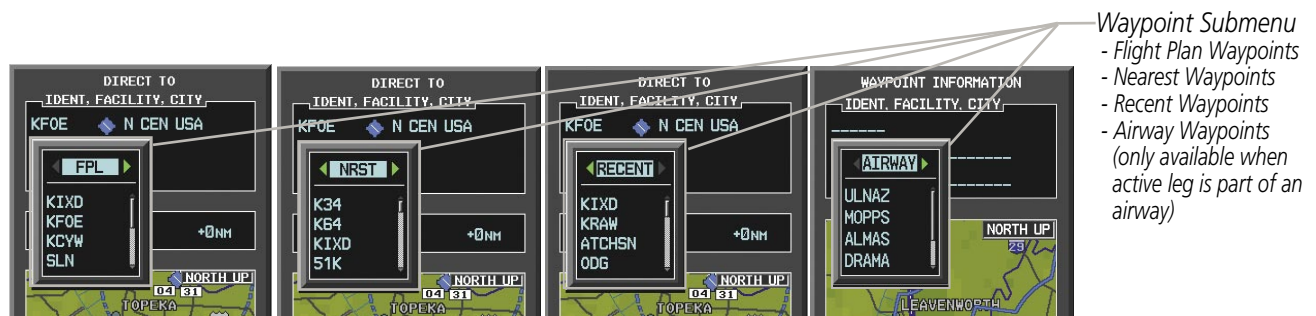 Waypoint Submenu
- Flight Plan Waypoints
- Nearest Waypoints
- Recent Waypoints
- Airway Waypoints
(only available when
active leg is part of an
airway)
DIRECT TO
IDENT, FACILITY, CITY
KFOE N CEN USA
FPL
KIXD
KFOE
KCYW
SLN
+0NM
NORTH UP
04 31
TOPEKA
DIRECT TO
IDENT, FACILITY, CITY
KFOE N CEN USA
NRST
K34
K64
KIXD
51K
+0NM
NORTH UP
04 31
TOPEKA
DIRECT TO
IDENT, FACILITY, CITY
KFOE N CEN USA
RECENT
KIXD
KRAW
ATCHSN
ODG
+0NM
NORTH UP
04 31
TOPEKA
WAYPOINT INFORMATION
IDENT, FACILITY, CITY
------
AIRWAY
ULNAZ
MOPPS
ALMAS
DRAMA
NORTH UP
29
LEAVENWORTH